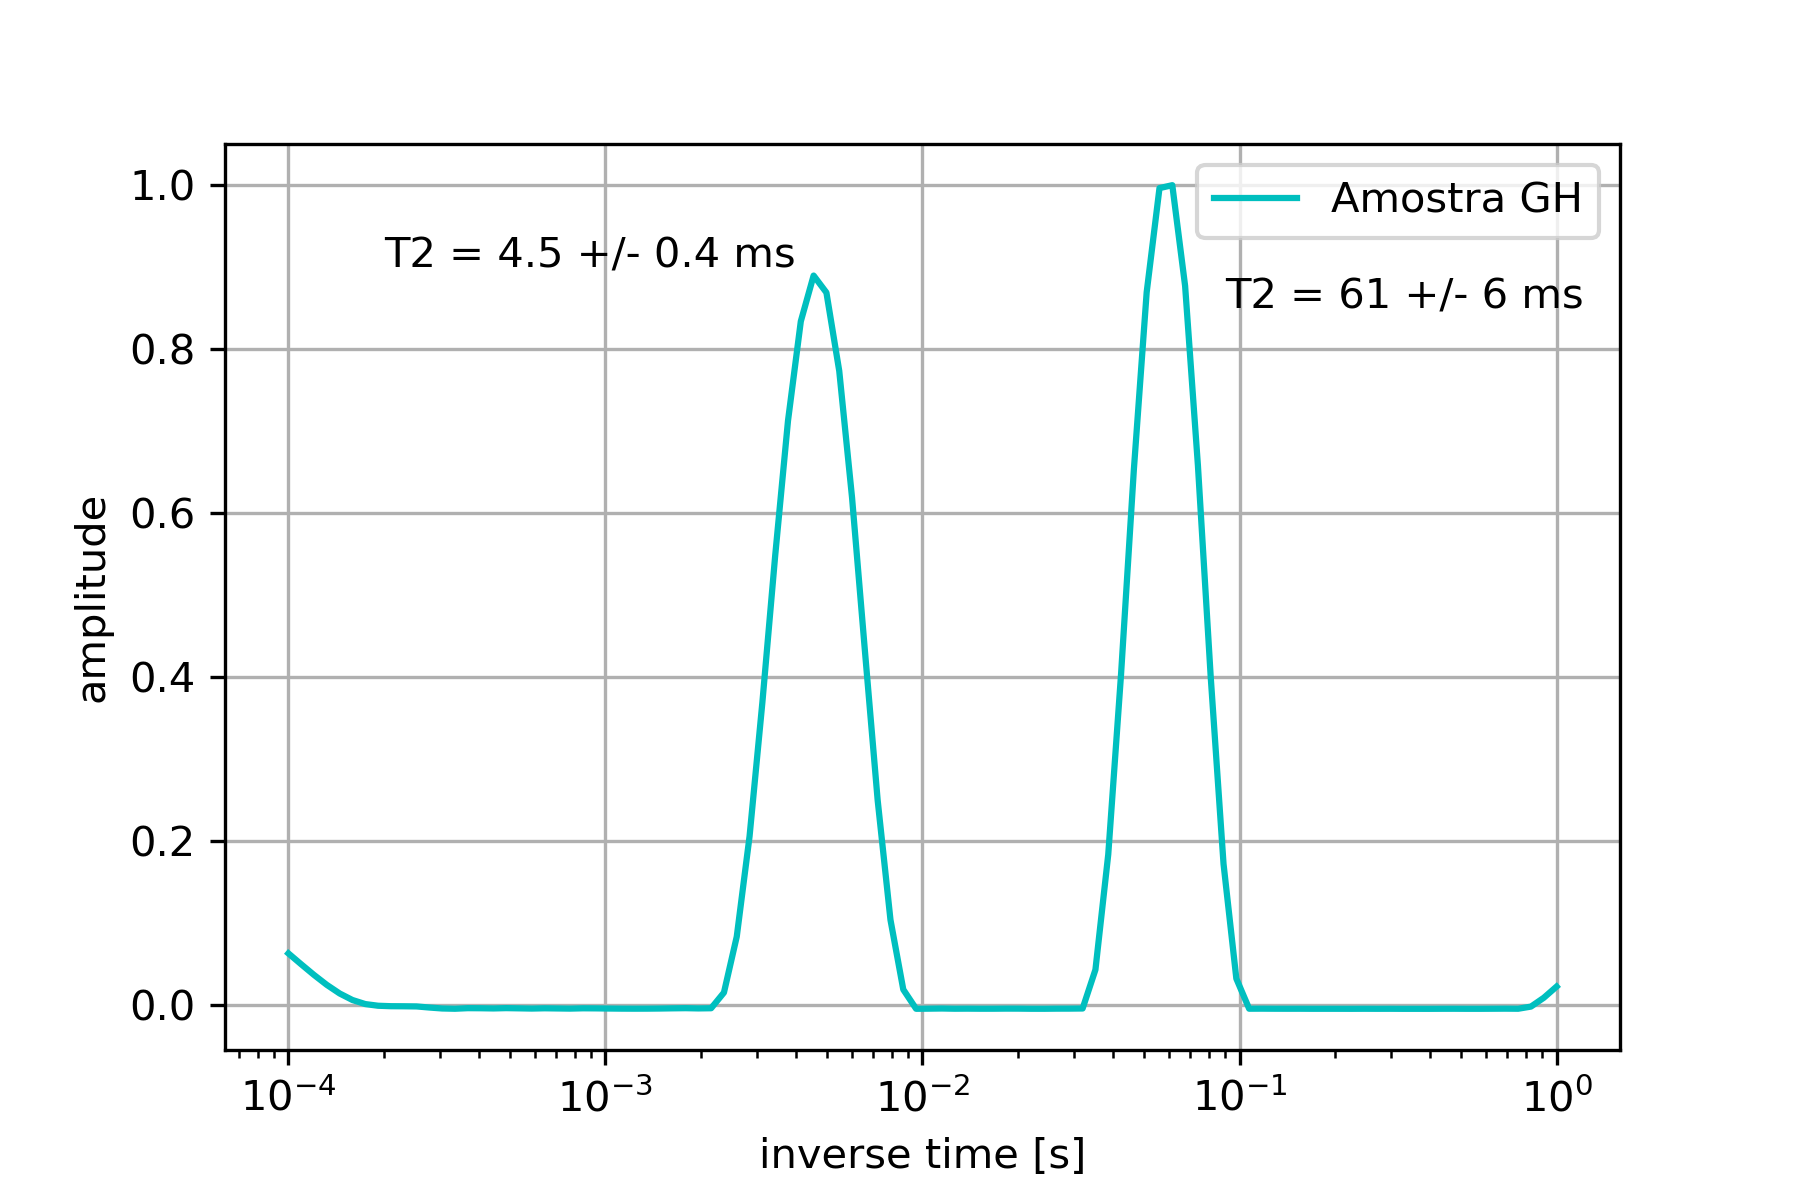 Amostra GH
T2 = 4.5 +/- 0.4 ms
T2 = 61 +/- 6 ms
1.0
0.8
0.6
0.4
0.2
0.0
amplitude
10⁻⁴ 10⁻³ 10⁻² 10⁻¹ 10⁰
inverse time [s]